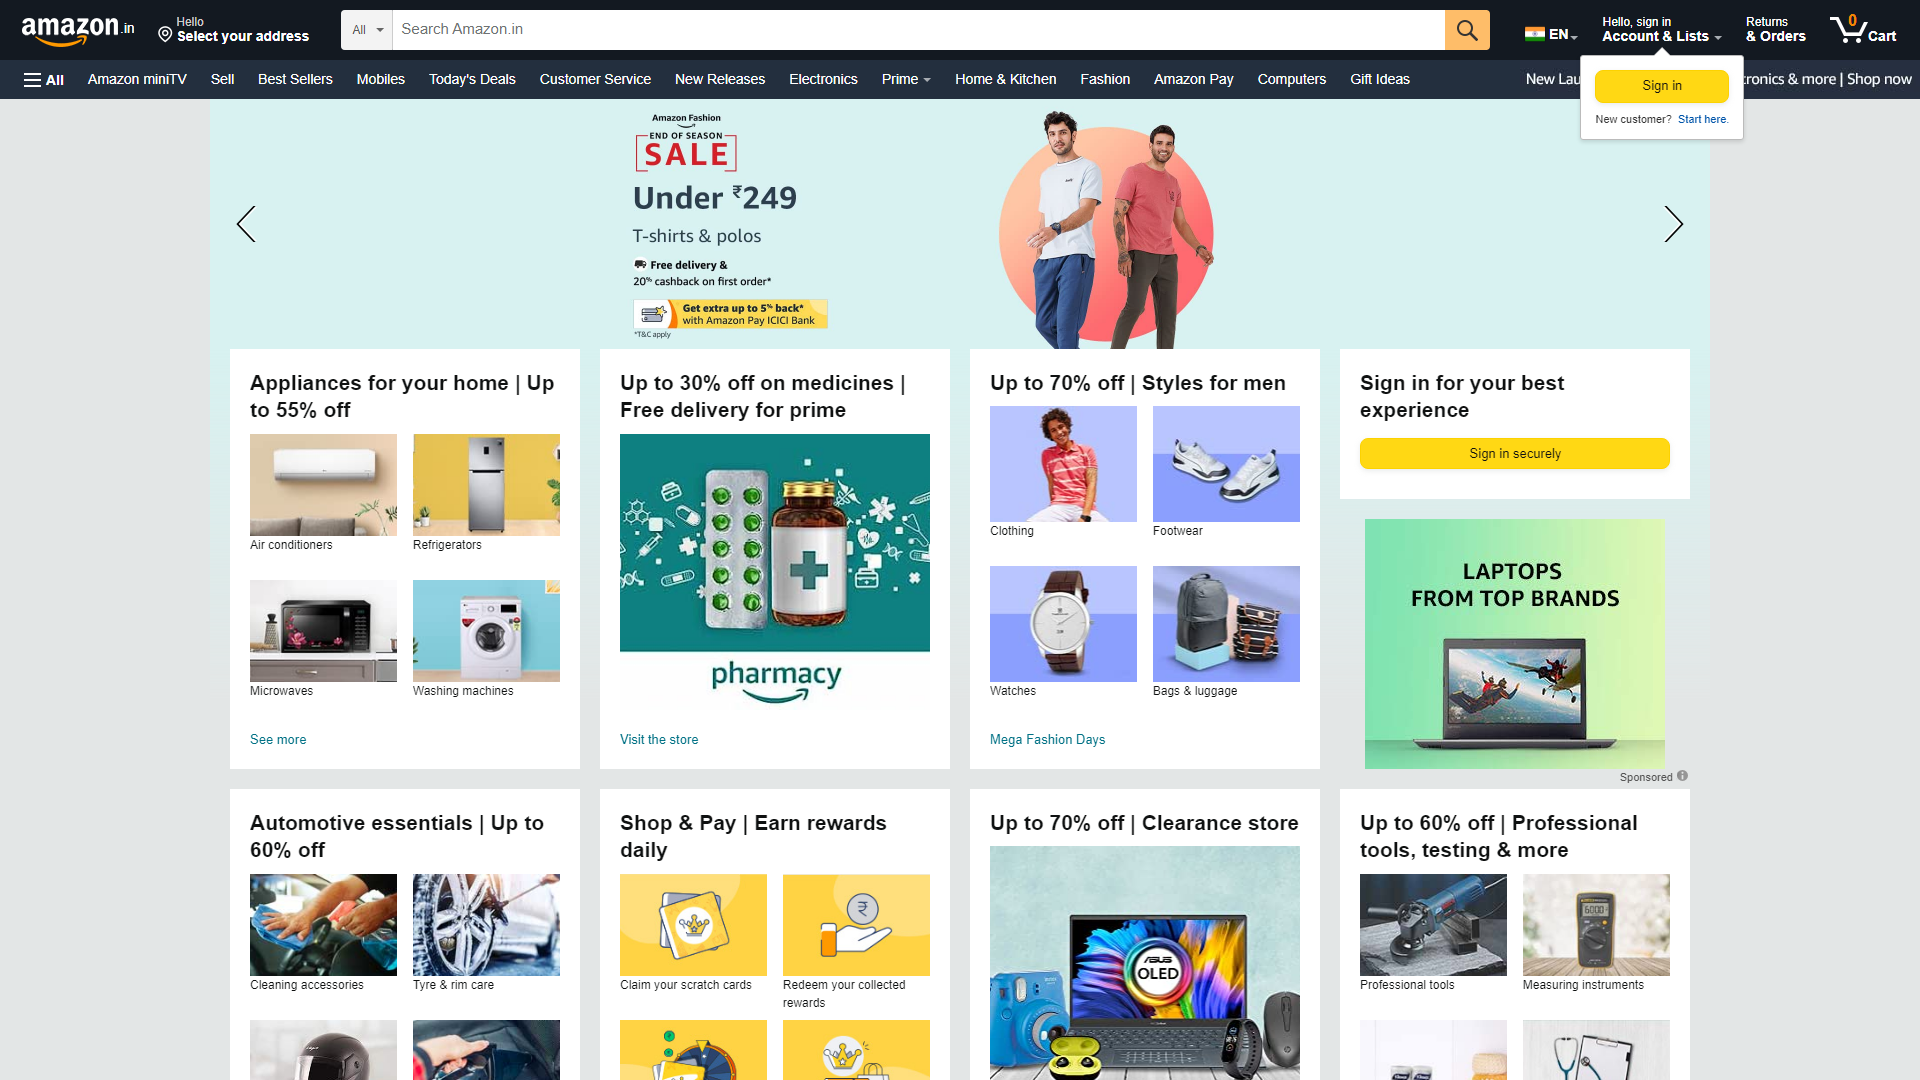 amazon.in
Hello
Select your address
All
Search Amazon.in
EN
Hello, sign in
Account & Lists
Returns
& Orders
0
Cart
All
Amazon miniTV
Sell
Best Sellers
Mobiles
Today's Deals
Customer Service
New Releases
Electronics
Prime
Home & Kitchen
Fashion
Amazon Pay
Computers
Gift Ideas
New Lau
tronics & more | Shop now
Sign in
New customer? Start here.
Amazon Fashion
END OF SEASON
SALE
Under ₹249
T-shirts & polos
Free delivery &
20% cashback on first order*
Get extra up to 5% back*
with Amazon Pay ICICI Bank
*T&C apply
Appliances for your home | Up
to 55% off
Air conditioners
Refrigerators
Microwaves
Washing machines
See more
Up to 30% off on medicines |
Free delivery for prime
pharmacy
Visit the store
Up to 70% off | Styles for men
Clothing
Footwear
Watches
Bags & luggage
Mega Fashion Days
Sign in for your best
experience
Sign in securely
LAPTOPS
FROM TOP BRANDS
Sponsored
Automotive essentials | Up to
60% off
Cleaning accessories
Tyre & rim care
Shop & Pay | Earn rewards
daily
Claim your scratch cards
Redeem your collected
rewards
Up to 70% off | Clearance store
ASUS
OLED
Up to 60% off | Professional
tools, testing & more
Professional tools
Measuring instruments